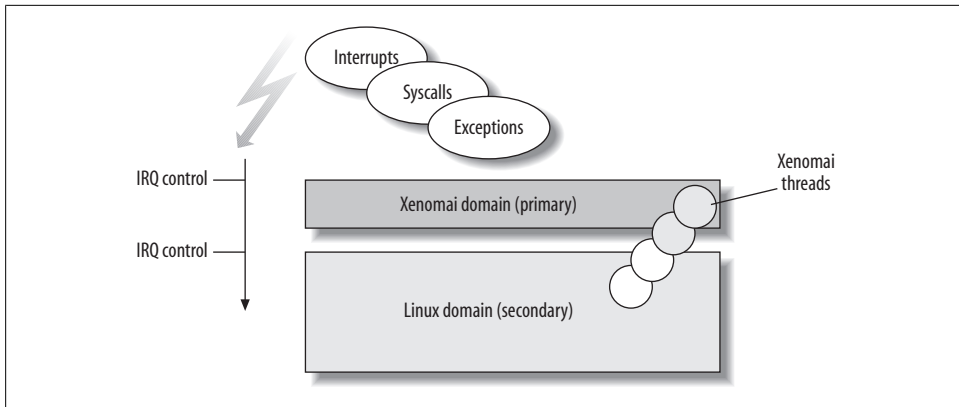 Interrupts
Syscalls
Exceptions
Xenomai
threads
IRQ control
Xenomai domain (primary)
IRQ control
Linux domain (secondary)